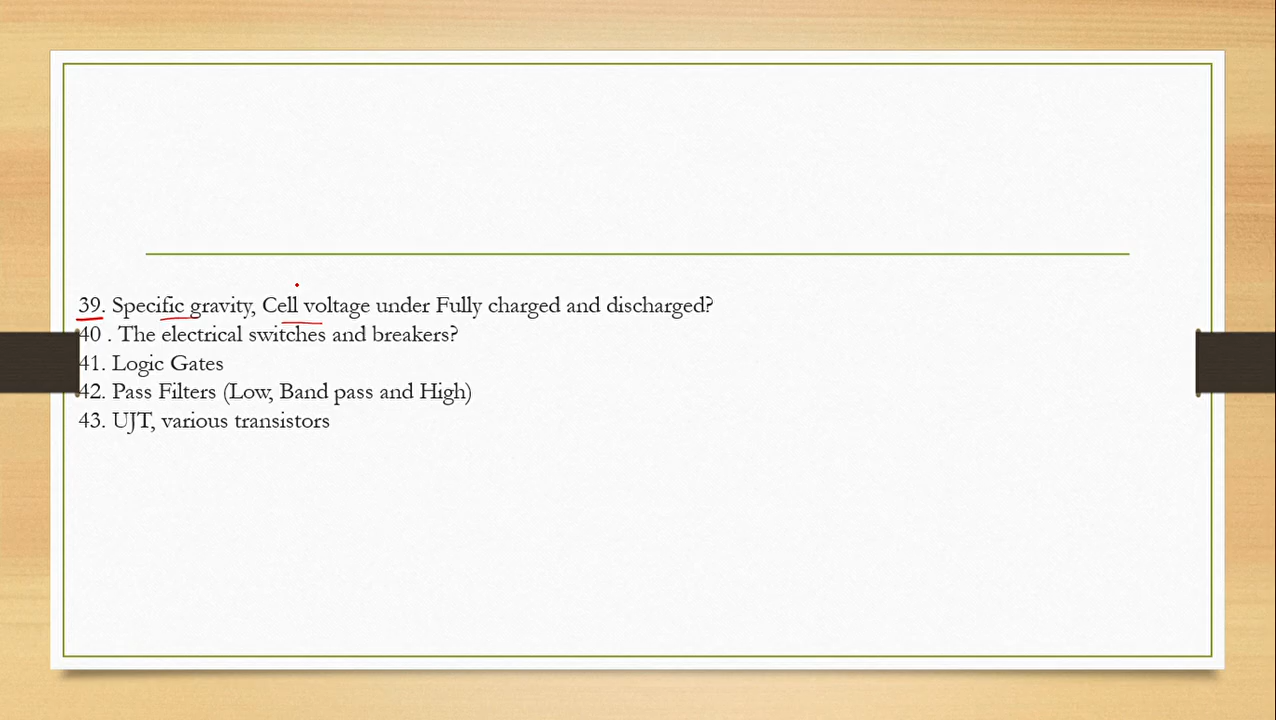 39. Specific gravity, Cell voltage under Fully charged and discharged?
40 . The electrical switches and breakers?
41. Logic Gates
42. Pass Filters (Low, Band pass and High)
43. UJT, various transistors